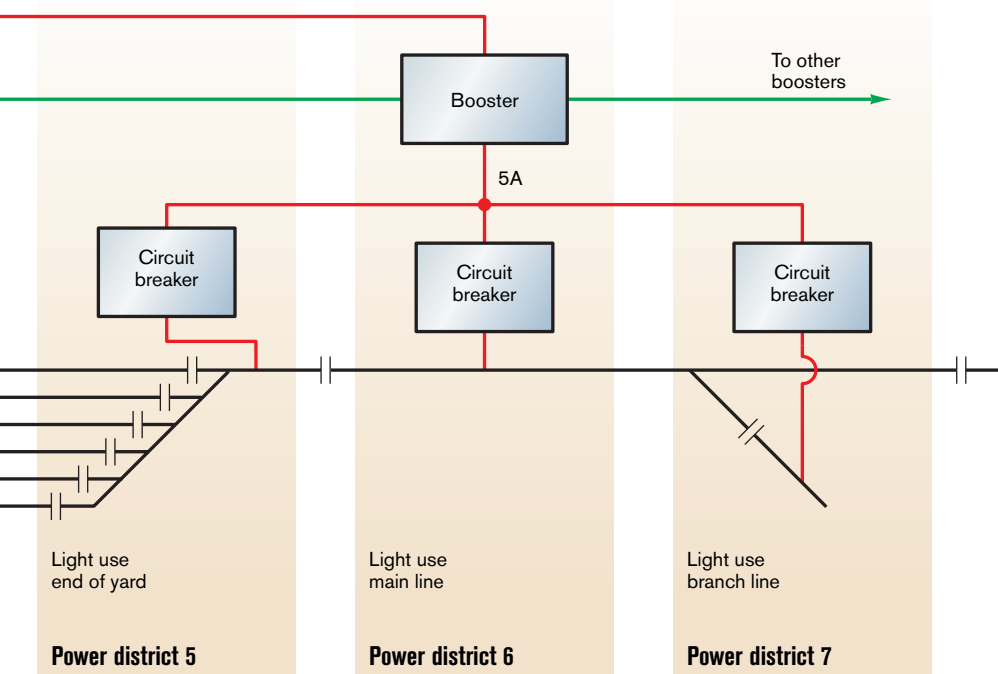 To other
boosters
Booster
5A
Circuit
breaker
Circuit
breaker
Circuit
breaker
Light use
end of yard
Light use
main line
Light use
branch line
Power district 5
Power district 6
Power district 7